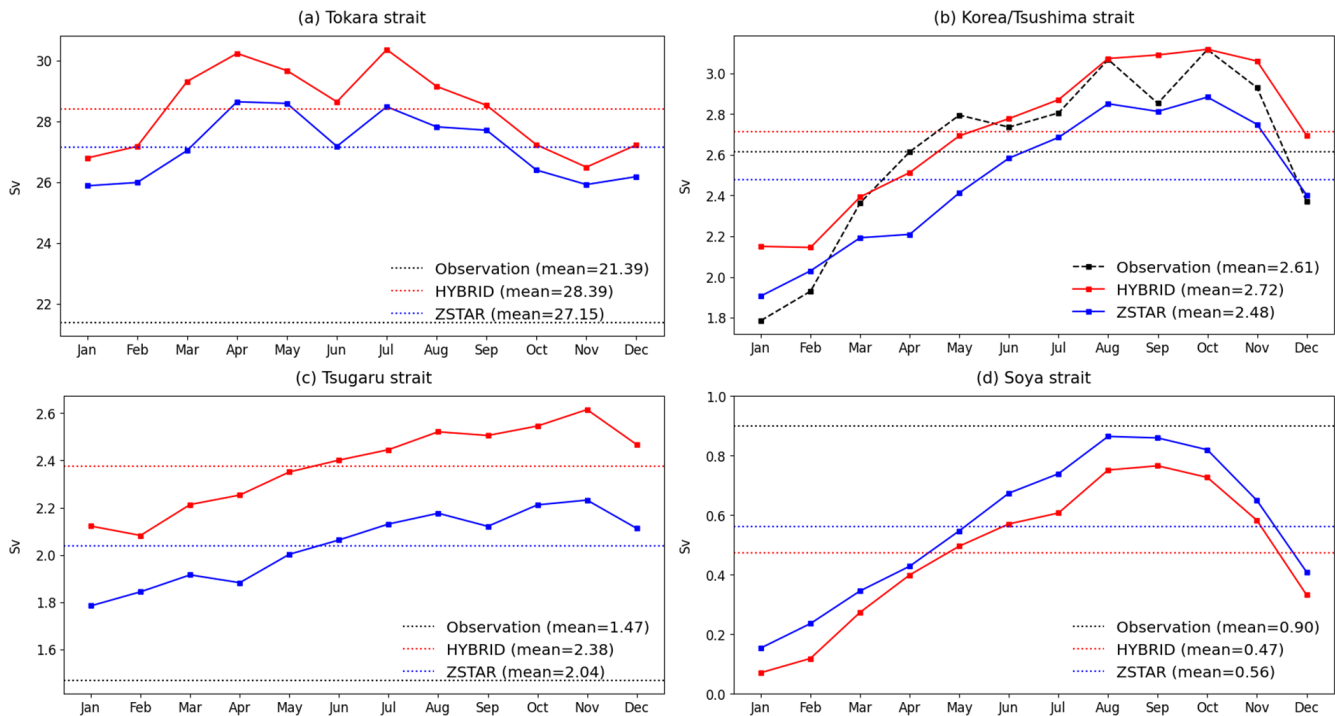 (a) Tokara strait
Sv
30
28
26
24
22
Observation (mean=21.39)
HYBRID (mean=28.39)
ZSTAR (mean=27.15)
Jan Feb Mar Apr May Jun Jul Aug Sep Oct Nov Dec
(b) Korea/Tsushima strait
Sv
3.0
2.8
2.6
2.4
2.2
2.0
1.8
Observation (mean=2.61)
HYBRID (mean=2.72)
ZSTAR (mean=2.48)
Jan Feb Mar Apr May Jun Jul Aug Sep Oct Nov Dec
(c) Tsugaru strait
Sv
2.6
2.4
2.2
2.0
1.8
1.6
Observation (mean=1.47)
HYBRID (mean=2.38)
ZSTAR (mean=2.04)
Jan Feb Mar Apr May Jun Jul Aug Sep Oct Nov Dec
(d) Soya strait
Sv
1.0
0.8
0.6
0.4
0.2
0.0
Observation (mean=0.90)
HYBRID (mean=0.47)
ZSTAR (mean=0.56)
Jan Feb Mar Apr May Jun Jul Aug Sep Oct Nov Dec